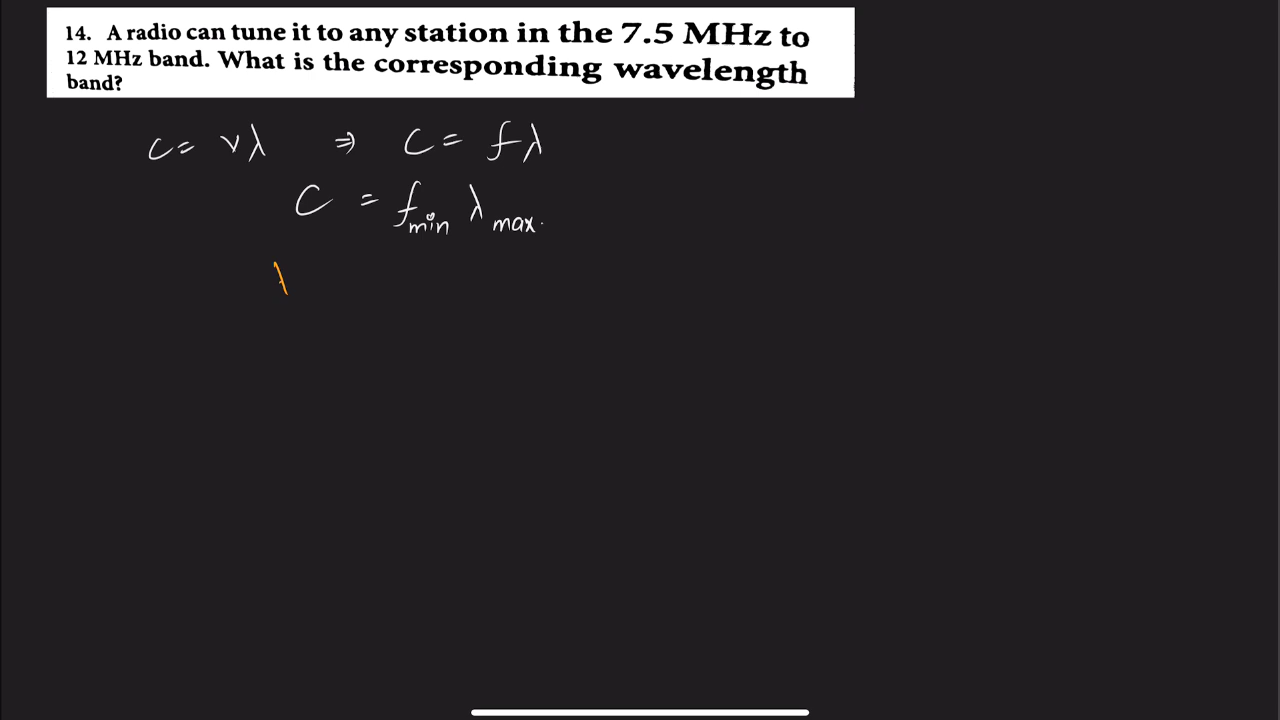 14. A radio can tune it to any station in the 7.5 MHz to
12 MHz band. What is the corresponding wavelength
band?
c = νλ ⇒ c = fλ
C = f_min λ_max.
λ